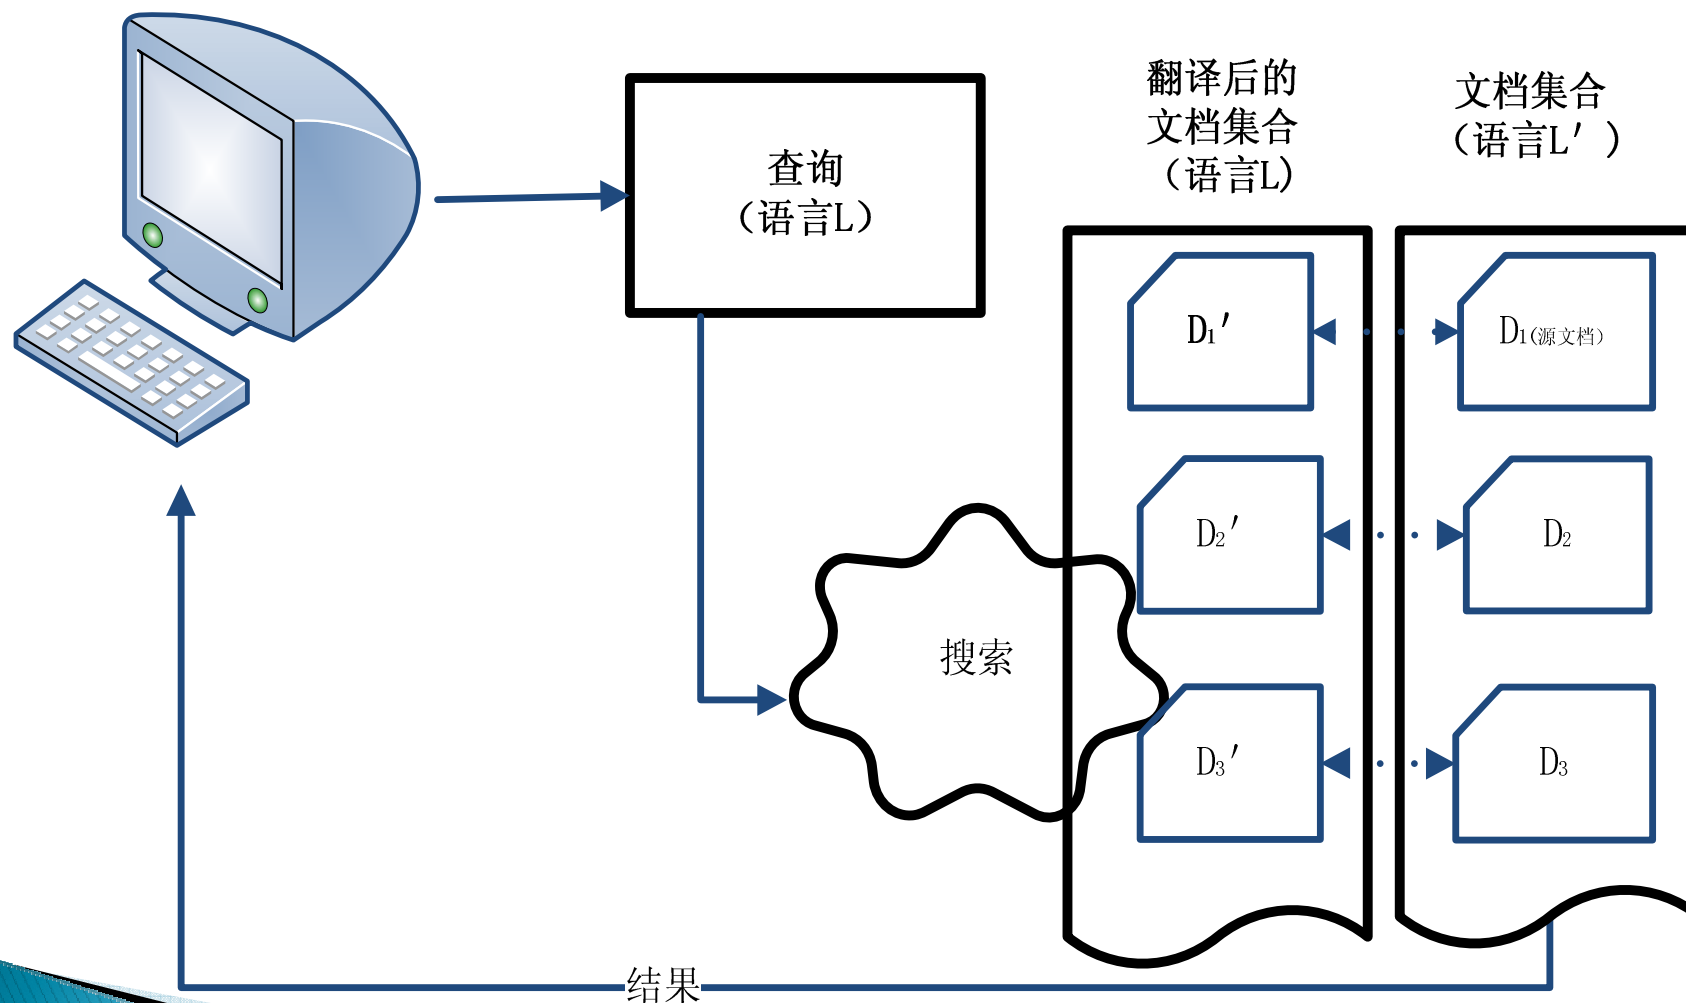 查询
（语言L）
翻译后的
文档集合
（语言L)
文档集合
（语言L′）
D₁′
D1(源文档）
D₂′
D₂
搜索
D₃′
D₃
结果